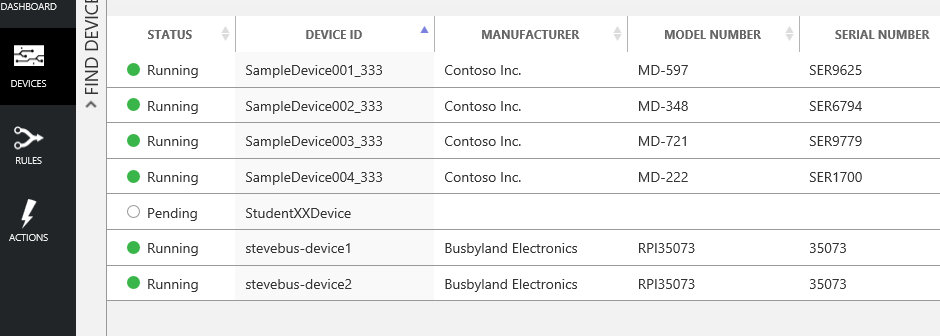 DASHBOARD
DEVICES
RULES
ACTIONS
FIND DEVICE
STATUS DEVICE ID MANUFACTURER MODEL NUMBER SERIAL NUMBER
Running SampleDevice001_333 Contoso Inc. MD-597 SER9625
Running SampleDevice002_333 Contoso Inc. MD-348 SER6794
Running SampleDevice003_333 Contoso Inc. MD-721 SER9779
Running SampleDevice004_333 Contoso Inc. MD-222 SER1700
Pending StudentXXDevice
Running stevebus-device1 Busbyland Electronics RPI35073 35073
Running stevebus-device2 Busbyland Electronics RPI35073 35073